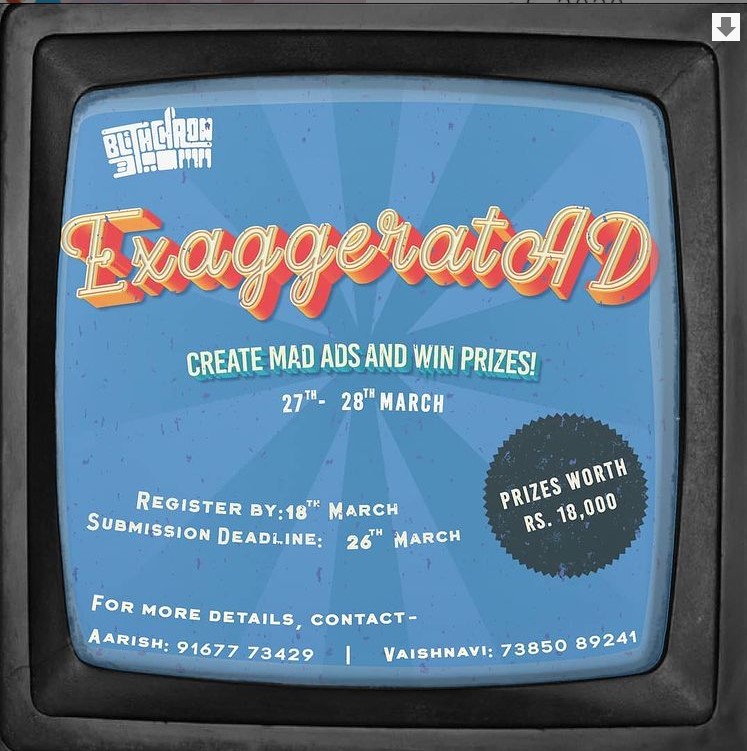 BLITHCHRON
ExaggeratAD
CREATE MAD ADS AND WIN PRIZES!
27TH- 28TH MARCH
PRIZES WORTH
RS. 18,000
REGISTER BY:18TH MARCH
SUBMISSION DEADLINE: 26TH MARCH
FOR MORE DETAILS, CONTACT-
AARISH: 91677 73429 | VAISHNAVI: 73850 89241